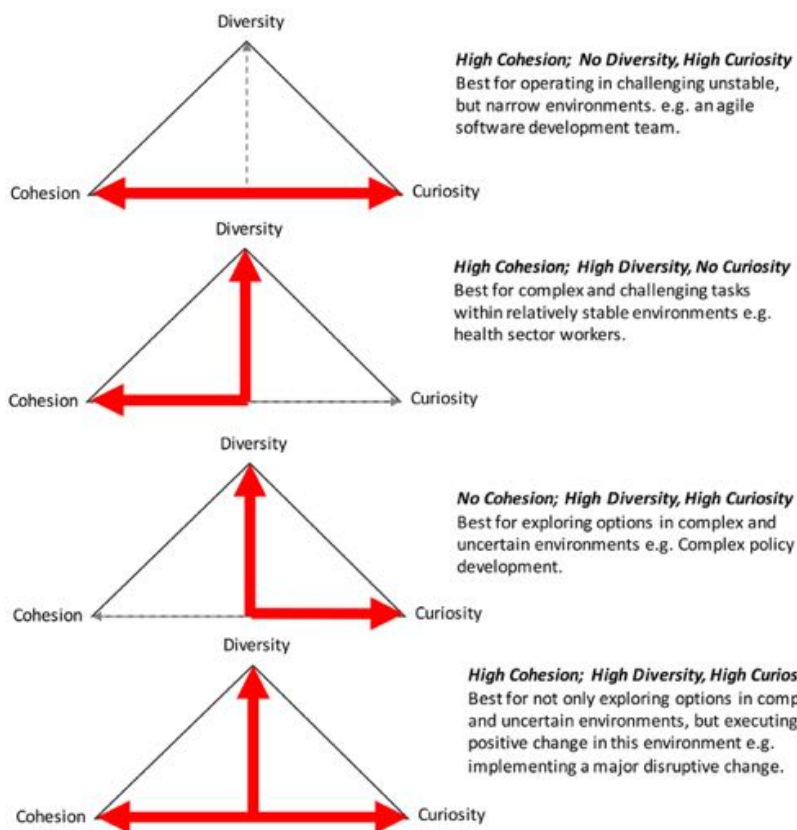 Diversity
High Cohesion; No Diversity, High Curiosity
Best for operating in challenging unstable,
but narrow environments. e.g. an agile
software development team.
Cohesion
Curiosity
Diversity
High Cohesion; High Diversity, No Curiosity
Best for complex and challenging tasks
within relatively stable environments e.g.
health sector workers.
Cohesion
Curiosity
Diversity
No Cohesion; High Diversity, High Curiosity
Best for exploring options in complex and
uncertain environments e.g. Complex policy
development.
Cohesion
Curiosity
Diversity
High Cohesion; High Diversity, High Curios
Best for not only exploring options in comp
and uncertain environments, but executing
positive change in this environment e.g.
implementing a major disruptive change.
Cohesion
Curiosity